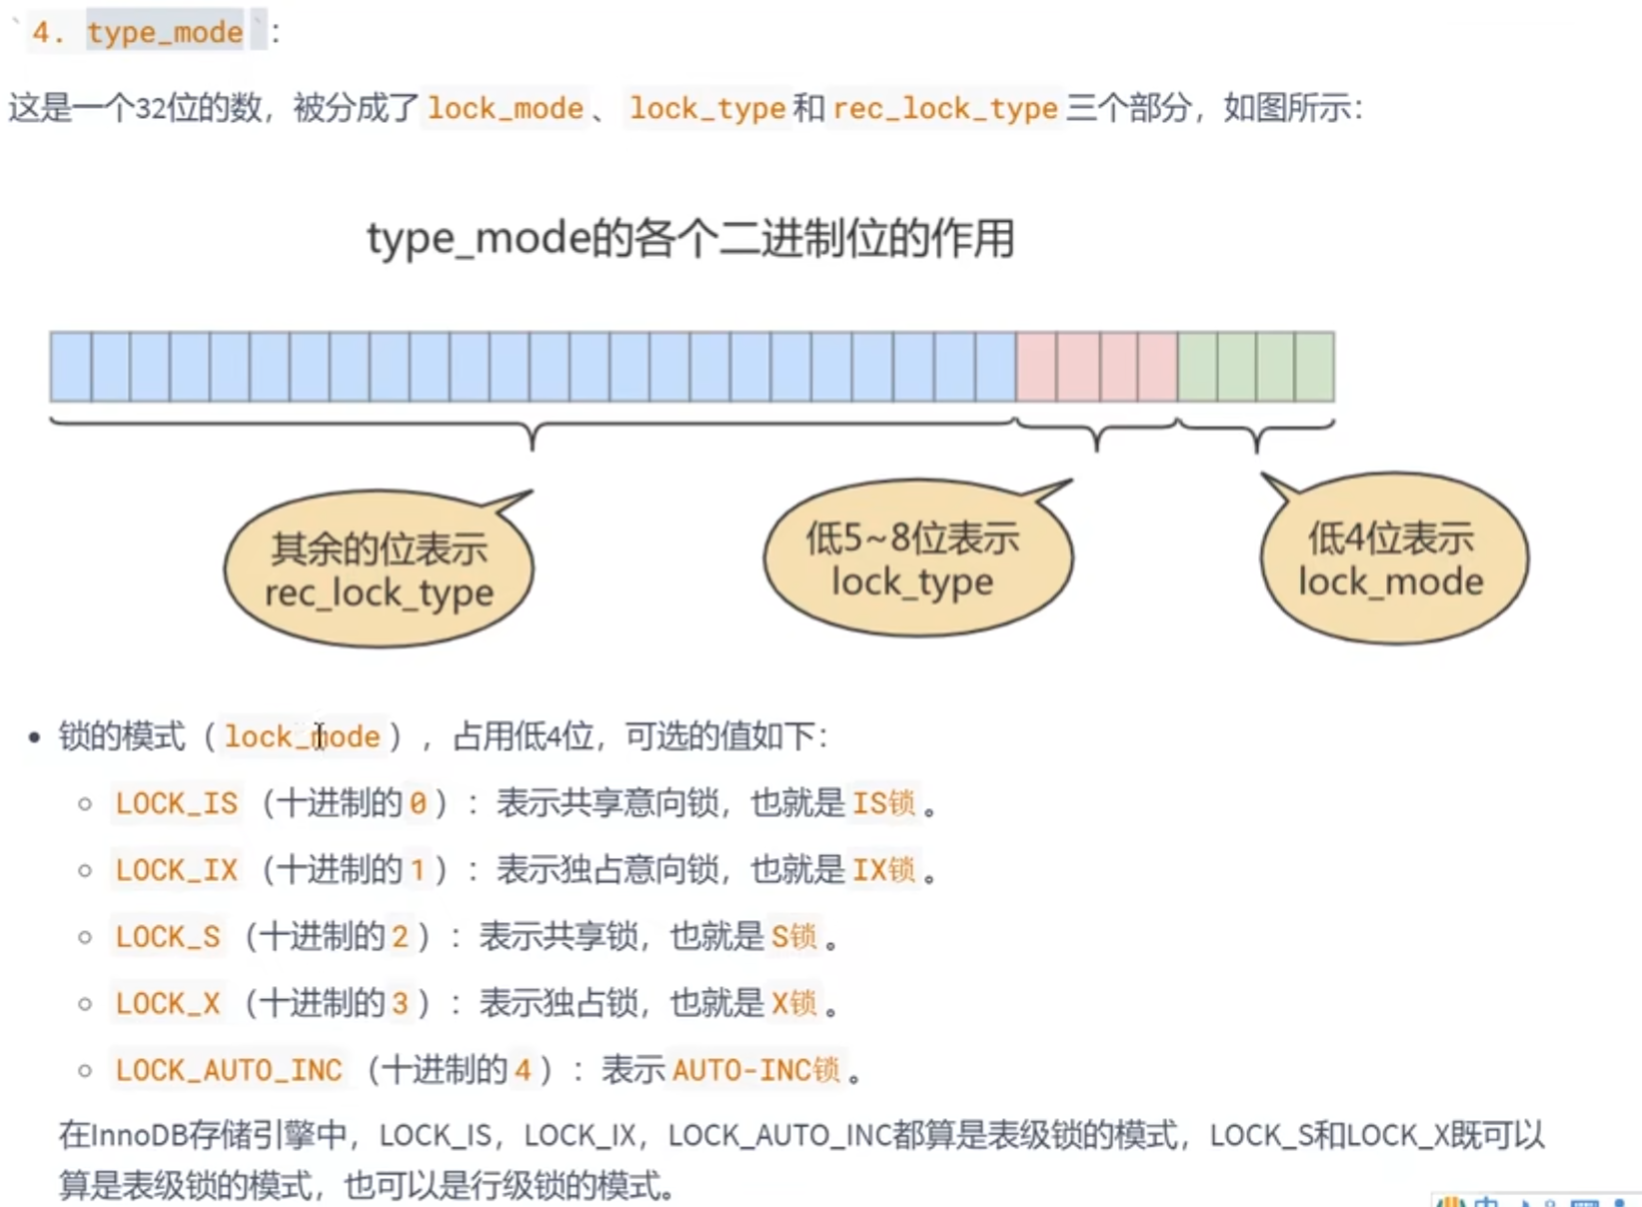 `4. type_mode`：
这是一个32位的数，被分成了lock_mode、lock_type和rec_lock_type三个部分，如图所示：
type_mode的各个二进制位的作用
其余的位表示
rec_lock_type
低5~8位表示
lock_type
低4位表示
lock_mode
• 锁的模式（lock_mode），占用低4位，可选的值如下：
○ LOCK_IS（十进制的0）：表示共享意向锁，也就是IS锁。
○ LOCK_IX（十进制的1）：表示独占意向锁，也就是IX锁。
○ LOCK_S（十进制的2）：表示共享锁，也就是S锁。
○ LOCK_X（十进制的3）：表示独占锁，也就是X锁。
○ LOCK_AUTO_INC（十进制的4）：表示AUTO-INC锁。
在InnoDB存储引擎中，LOCK_IS，LOCK_IX，LOCK_AUTO_INC都算是表级锁的模式，LOCK_S和LOCK_X既可以
算是表级锁的模式，也可以是行级锁的模式。